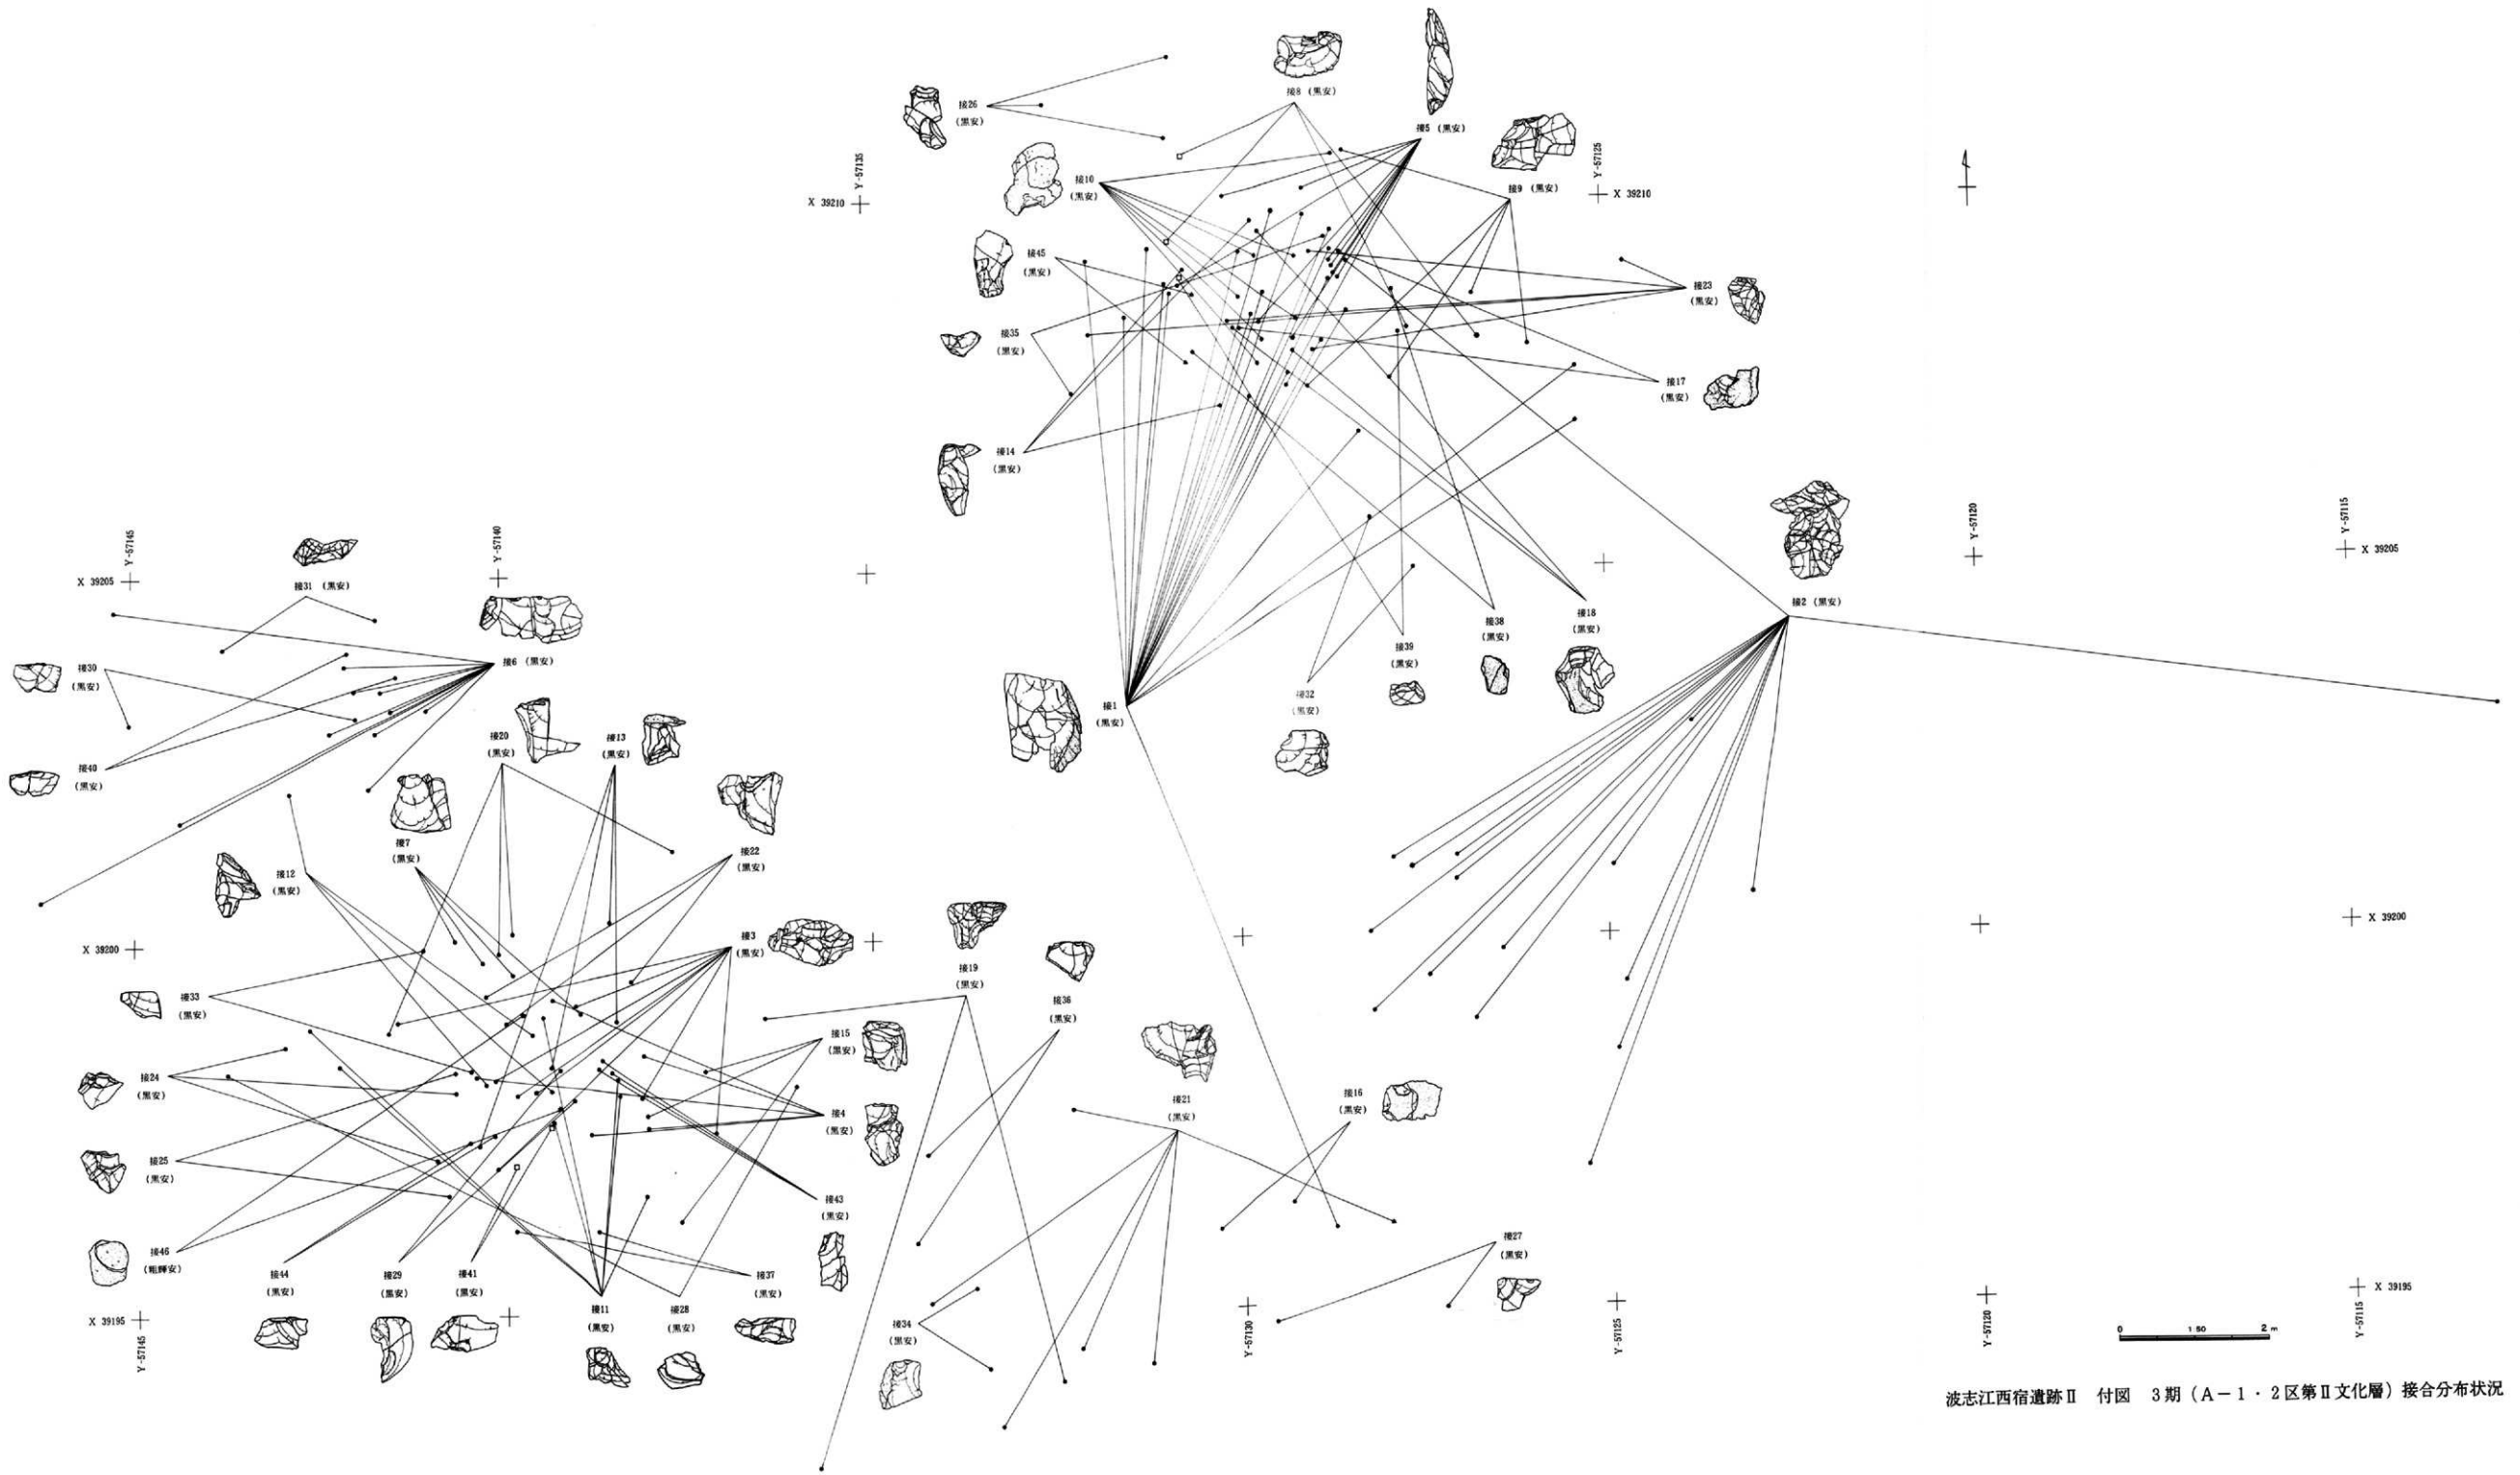 接8 (黒安)
接5 (黒安)
接26
(黒安)
接10
(黒安)
接9 (黒安)
Y-57135
X 39210
Y-57125
X 39210
接45
(黒安)
接23
(黒安)
接35
(黒安)
接17
(黒安)
接14
(黒安)
Y-57145
X 39205
Y-57140
接31 (黒安)
Y-57120
Y-57115
X 39205
接2 (黒安)
接18
(黒安)
接38
(黒安)
接39
(黒安)
接32
(黒安)
接1
(黒安)
接30
(黒安)
接6 (黒安)
接40
(黒安)
接20
(黒安)
接13
(黒安)
接7
(黒安)
接22
(黒安)
接12
(黒安)
X 39200
接3
(黒安)
X 39200
接19
(黒安)
接36
(黒安)
接33
(黒安)
接15
(黒安)
接24
(黒安)
接4
(黒安)
接21
(黒安)
接16
(黒安)
接25
(黒安)
接43
(黒安)
接46
(粗輝安)
接44
(黒安)
接29
(黒安)
接41
(黒安)
接11
(黒安)
接28
(黒安)
接37
(黒安)
接34
(黒安)
接27
(黒安)
X 39195
Y-57145
Y-57130
Y-57125
Y-57120
X 39195
Y-57115
0 1:50 2 m
波志江西宿遺跡Ⅱ 付図 3期(A-1・2区第Ⅱ文化層)接合分布状況